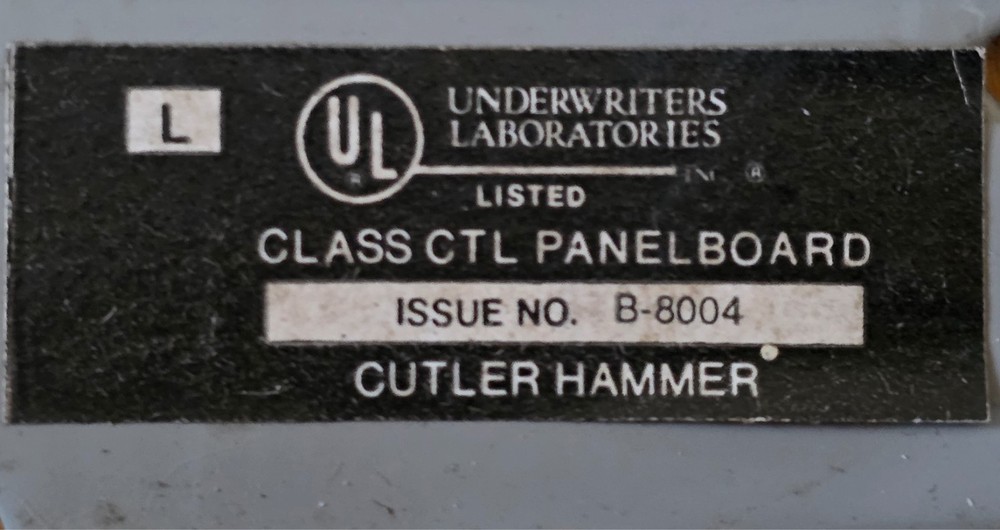 L
UL
®
UNDERWRITERS
LABORATORIES
INC. ®
LISTED
CLASS CTL PANELBOARD
ISSUE NO. B-8004
CUTLER HAMMER